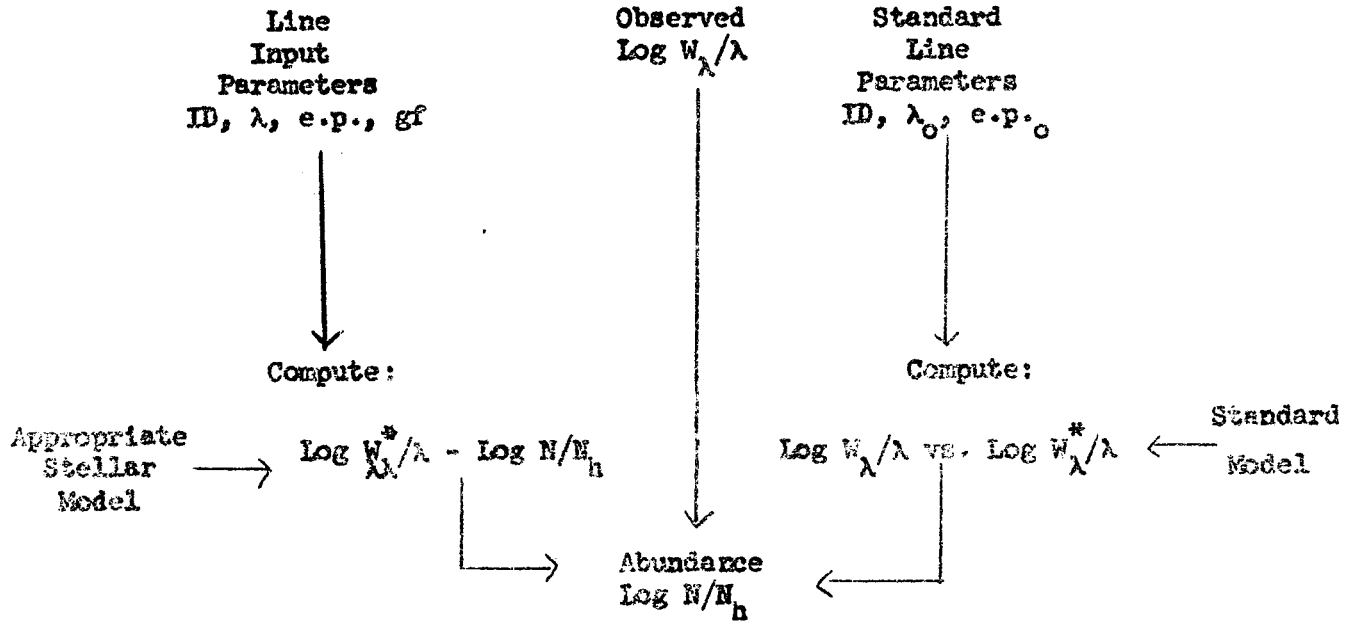 Line
Input
Parameters
ID, λ, e.p., gf
Observed
Log W_λ/λ
Standard
Line
Parameters
ID, λ_o, e.p._o
Compute:
Compute:
Appropriate
Stellar
Model
Log W*_λλ/λ - Log N/N_h
Log W_λ/λ vs. Log W*_λ/λ
Standard
Model
Abundance
Log N/N_h